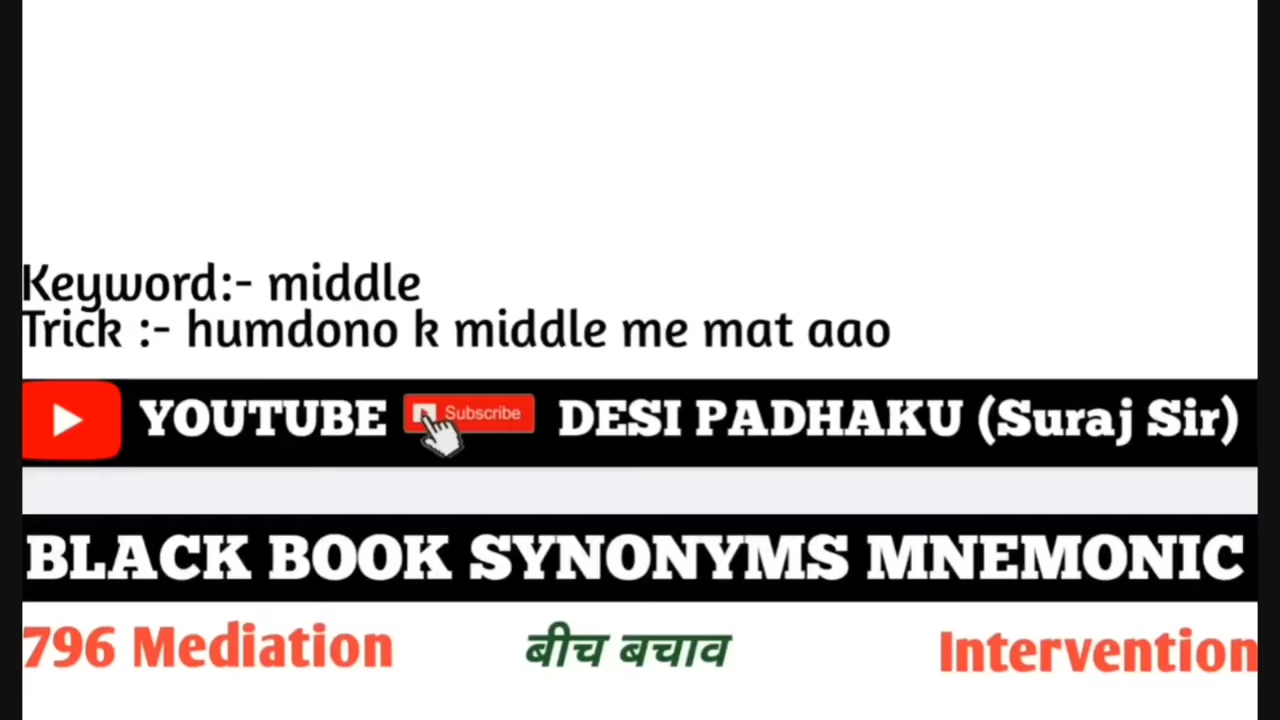 Keyword:- middle
Trick :- humdono k middle me mat aao
YOUTUBE Subscribe DESI PADHAKU (Suraj Sir)
BLACK BOOK SYNONYMS MNEMONIC
796 Mediation बीच बचाव Intervention